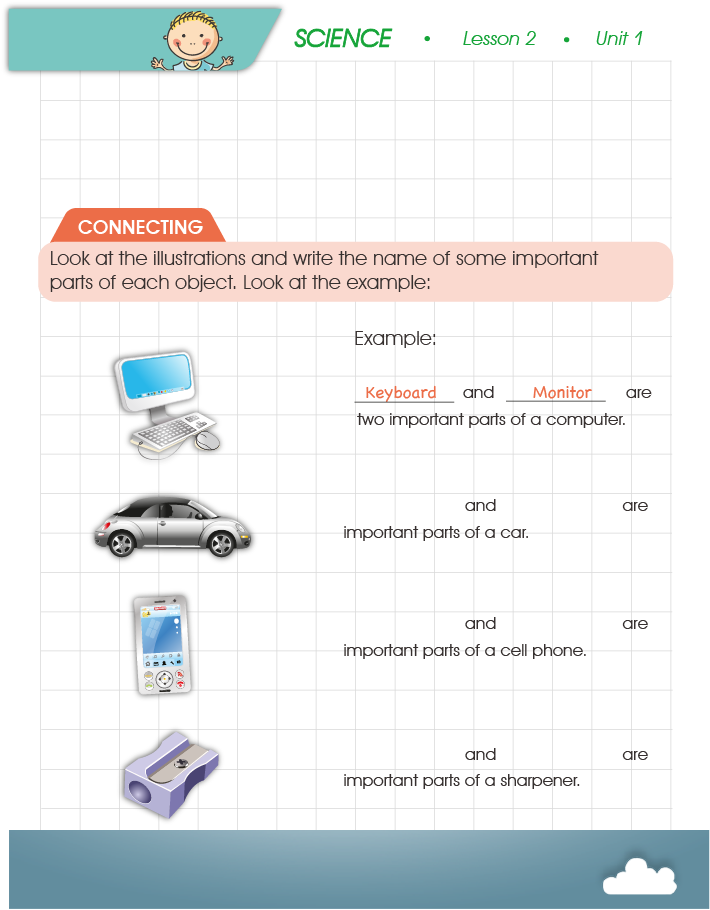 SCIENCE • Lesson 2 • Unit 1
CONNECTING
Look at the illustrations and write the name of some important
parts of each object. Look at the example:
Example:
Keyboard and Monitor are
two important parts of a computer.
and are
important parts of a car.
and are
important parts of a cell phone.
and are
important parts of a sharpener.